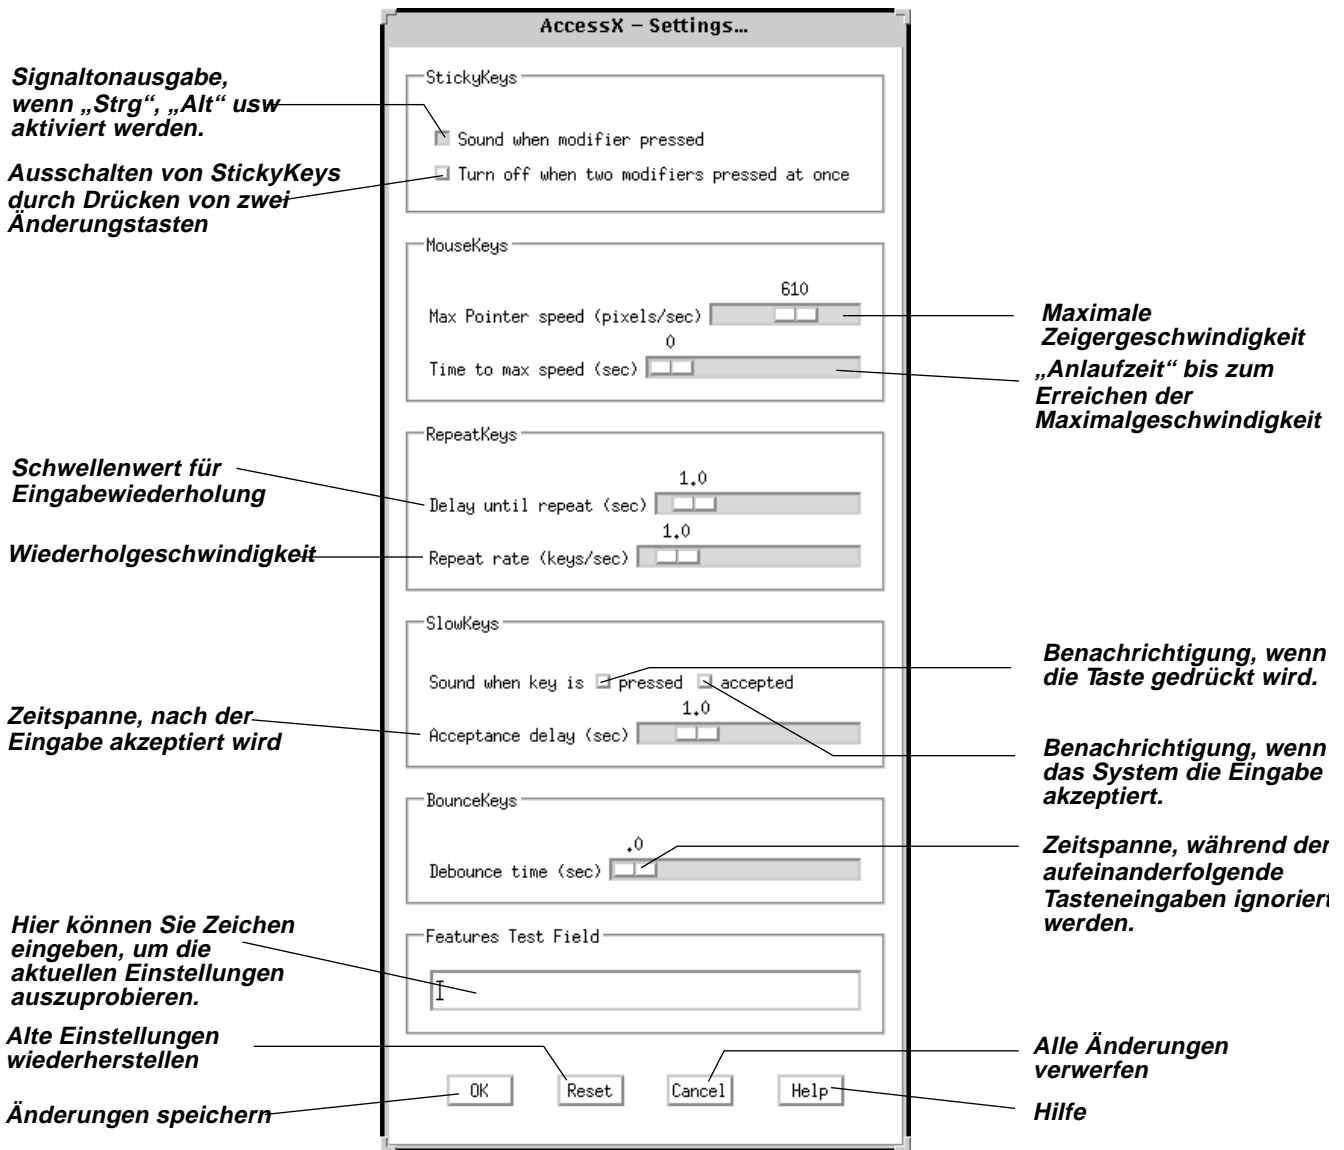 AccessX – Settings...
Signaltonausgabe,
wenn „Strg“, „Alt“ usw
aktiviert werden.
Ausschalten von StickyKeys
durch Drücken von zwei
Änderungstasten
StickyKeys
Sound when modifier pressed
Turn off when two modifiers pressed at once
MouseKeys
610
Max Pointer speed (pixels/sec)
0
Time to max speed (sec)
Maximale
Zeigergeschwindigkeit
„Anlaufzeit“ bis zum
Erreichen der
Maximalgeschwindigkeit
Schwellenwert für
Eingabewiederholung
Wiederholgeschwindigkeit
RepeatKeys
1.0
Delay until repeat (sec)
1.0
Repeat rate (keys/sec)
SlowKeys
Sound when key is pressed accepted
1.0
Acceptance delay (sec)
Zeitspanne, nach der
Eingabe akzeptiert wird
Benachrichtigung, wenn
die Taste gedrückt wird.
Benachrichtigung, wenn
das System die Eingabe
akzeptiert.
BounceKeys
.0
Debounce time (sec)
Zeitspanne, während der
aufeinanderfolgende
Tasteneingaben ignoriert
werden.
Hier können Sie Zeichen
eingeben, um die
aktuellen Einstellungen
auszuprobieren.
Features Test Field
Alte Einstellungen
wiederherstellen
Änderungen speichern
OK
Reset
Cancel
Help
Alle Änderungen
verwerfen
Hilfe